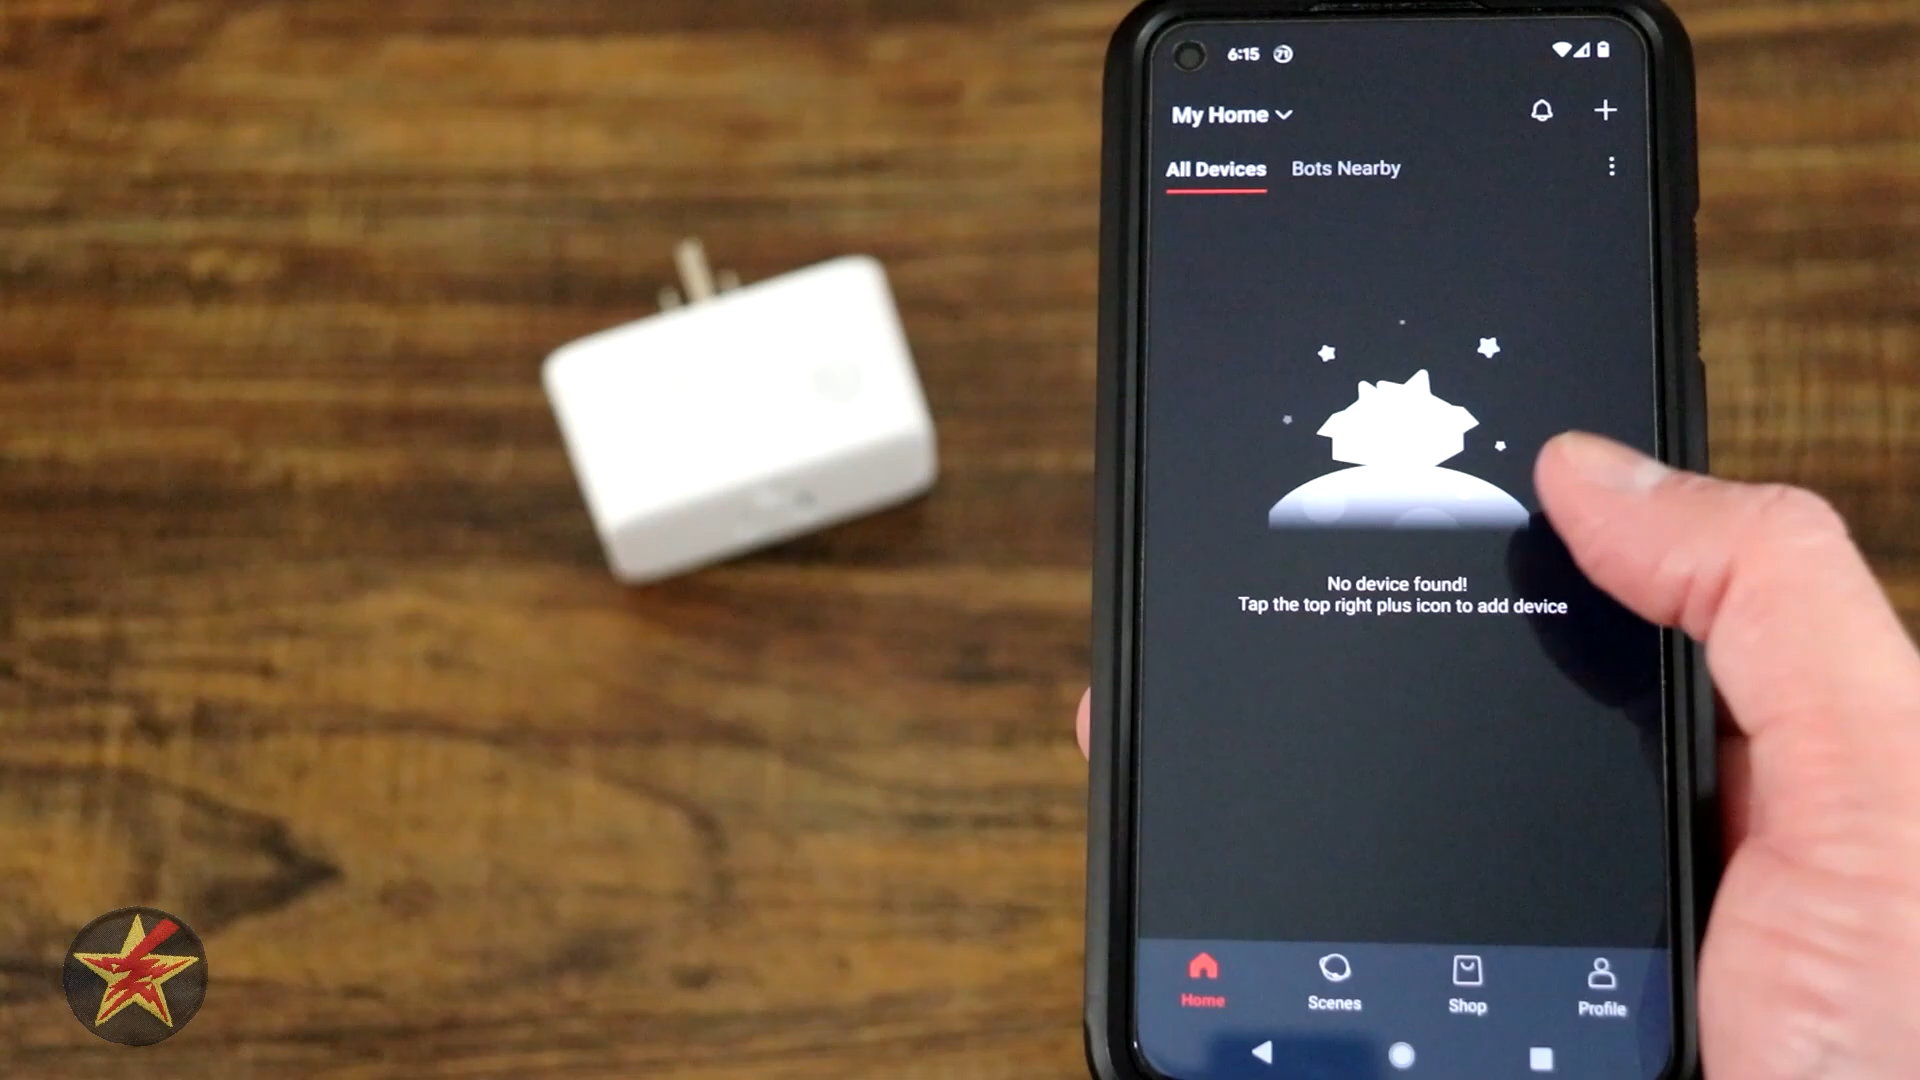 6:15 71
My Home
All Devices Bots Nearby
No device found!
Tap the top right plus icon to add device
Home Scenes Shop Profile